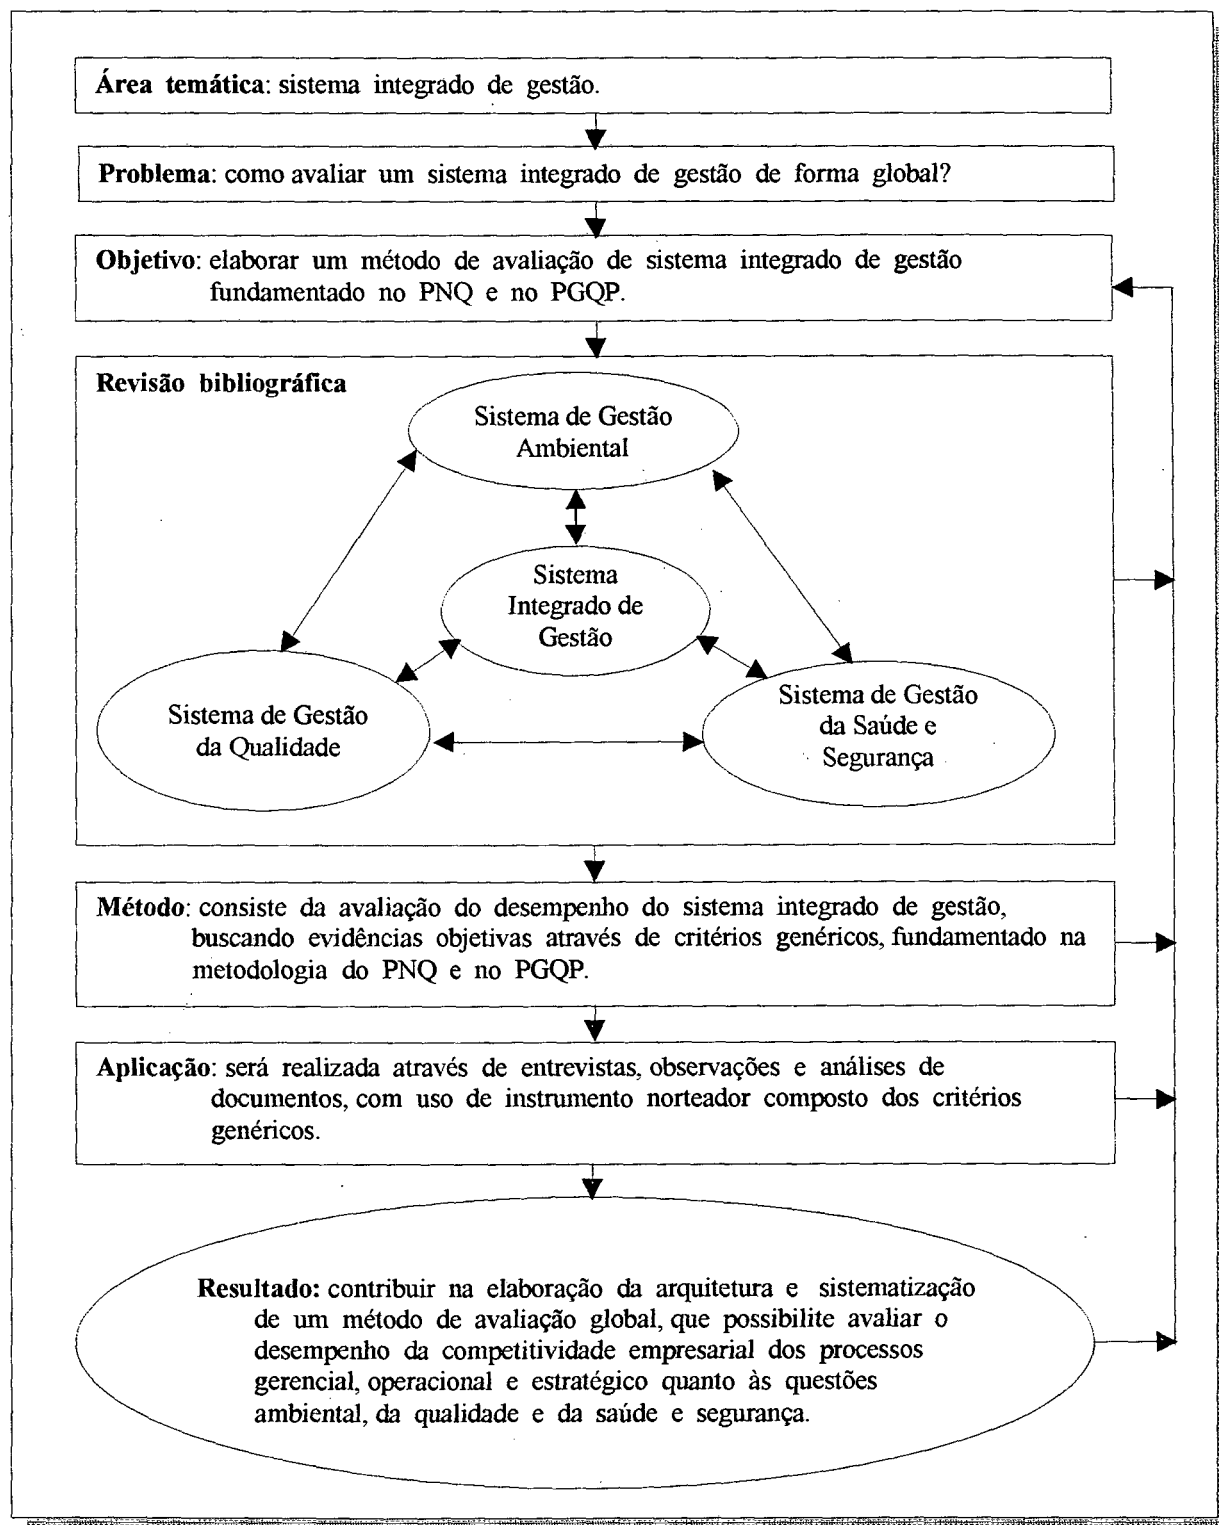 Área temática: sistema integrado de gestão.
Problema: como avaliar um sistema integrado de gestão de forma global?
Objetivo: elaborar um método de avaliação de sistema integrado de gestão
fundamentado no PNQ e no PGQP.
Revisão bibliográfica
Sistema de Gestão
Ambiental
Sistema
Integrado de
Gestão
Sistema de Gestão
da Qualidade
Sistema de Gestão
da Saúde e
Segurança
Método: consiste da avaliação do desempenho do sistema integrado de gestão,
buscando evidências objetivas através de critérios genéricos, fundamentado na
metodologia do PNQ e no PGQP.
Aplicação: será realizada através de entrevistas, observações e análises de
documentos, com uso de instrumento norteador composto dos critérios
genéricos.
Resultado: contribuir na elaboração da arquitetura e sistematização
de um método de avaliação global, que possibilite avaliar o
desempenho da competitividade empresarial dos processos
gerencial, operacional e estratégico quanto às questões
ambiental, da qualidade e da saúde e segurança.